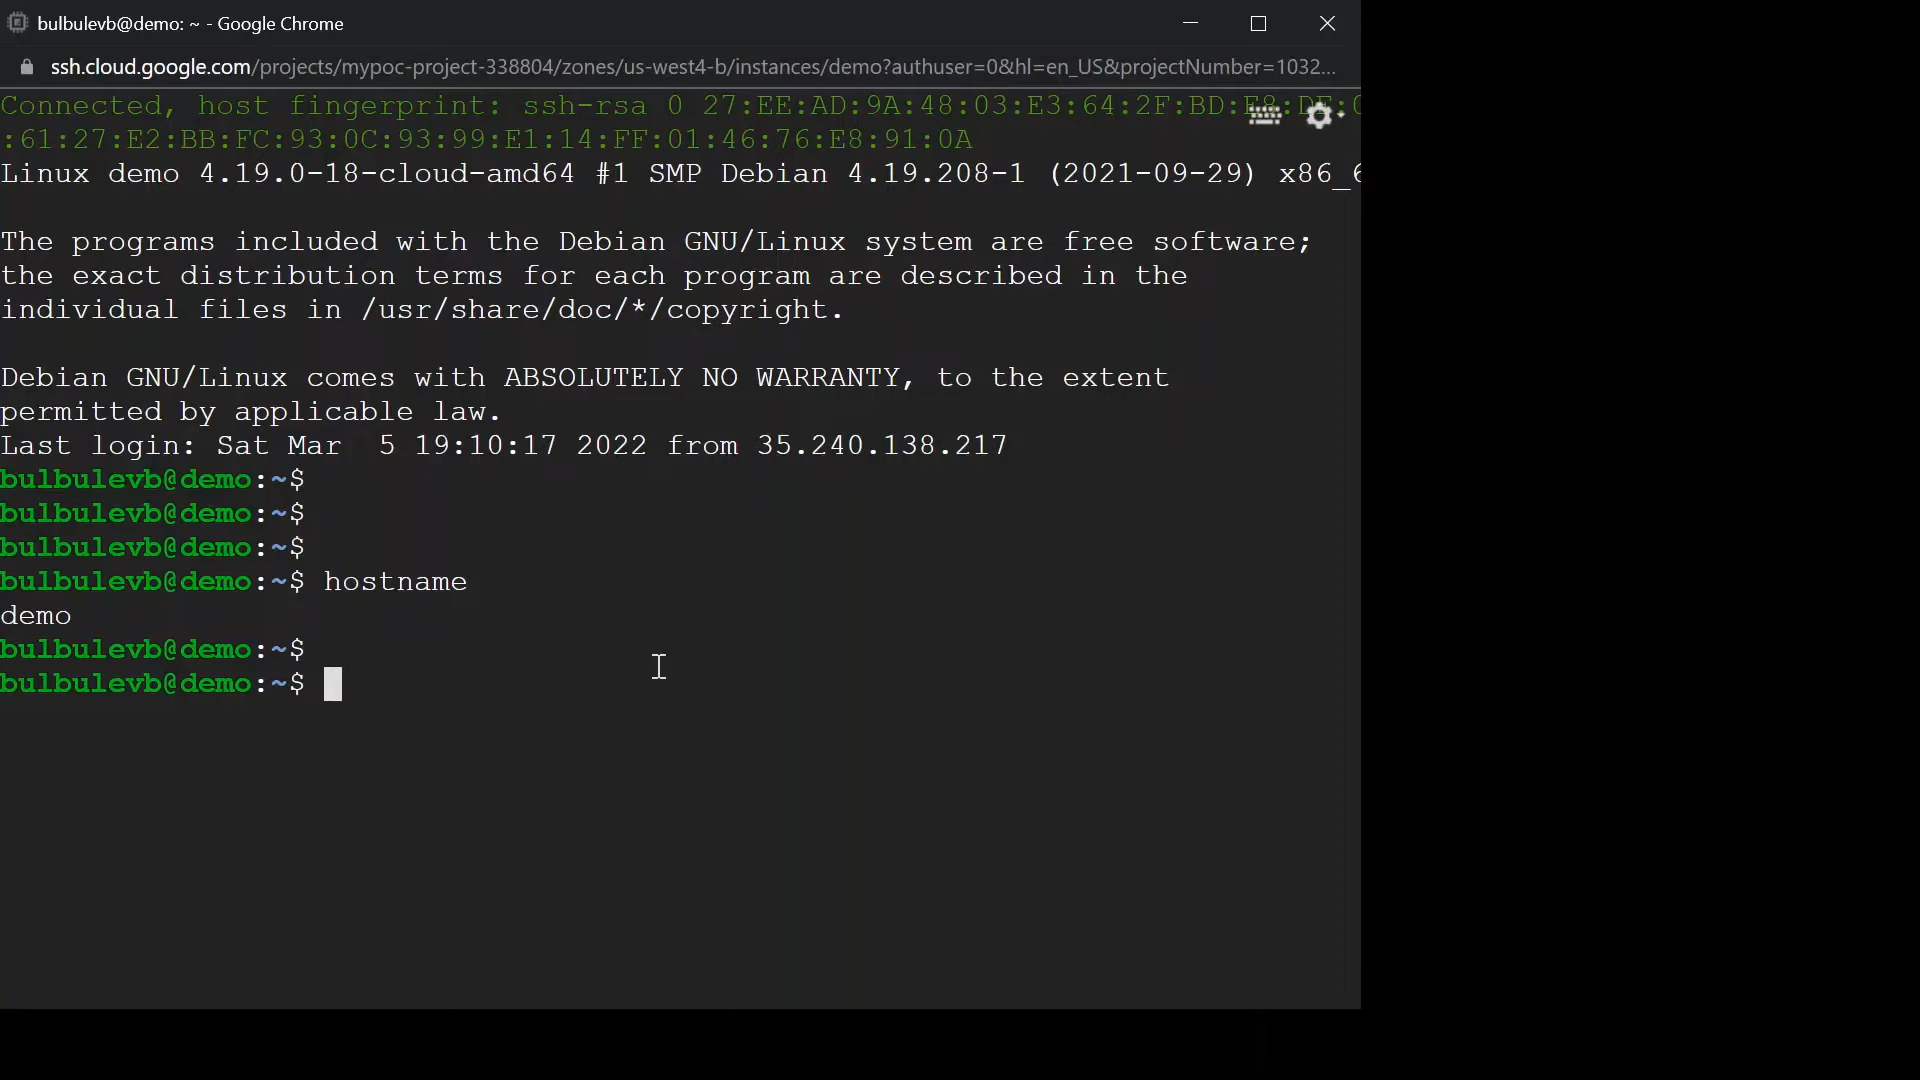 bulbulevb@demo: ~ - Google Chrome
ssh.cloud.google.com/projects/mypoc-project-338804/zones/us-west4-b/instances/demo?authuser=0&hl=en_US&projectNumber=1032...
Connected, host fingerprint: ssh-rsa 0 27:EE:AD:9A:48:03:E3:64:2F:BD:E8:DE:
:61:27:E2:BB:FC:93:0C:93:99:E1:14:FF:01:46:76:E8:91:0A
Linux demo 4.19.0-18-cloud-amd64 #1 SMP Debian 4.19.208-1 (2021-09-29) x86_6
The programs included with the Debian GNU/Linux system are free software;
the exact distribution terms for each program are described in the
individual files in /usr/share/doc/*/copyright.
Debian GNU/Linux comes with ABSOLUTELY NO WARRANTY, to the extent
permitted by applicable law.
Last login: Sat Mar  5 19:10:17 2022 from 35.240.138.217
bulbulevb@demo:~$
bulbulevb@demo:~$
bulbulevb@demo:~$
bulbulevb@demo:~$ hostname
demo
bulbulevb@demo:~$
bulbulevb@demo:~$